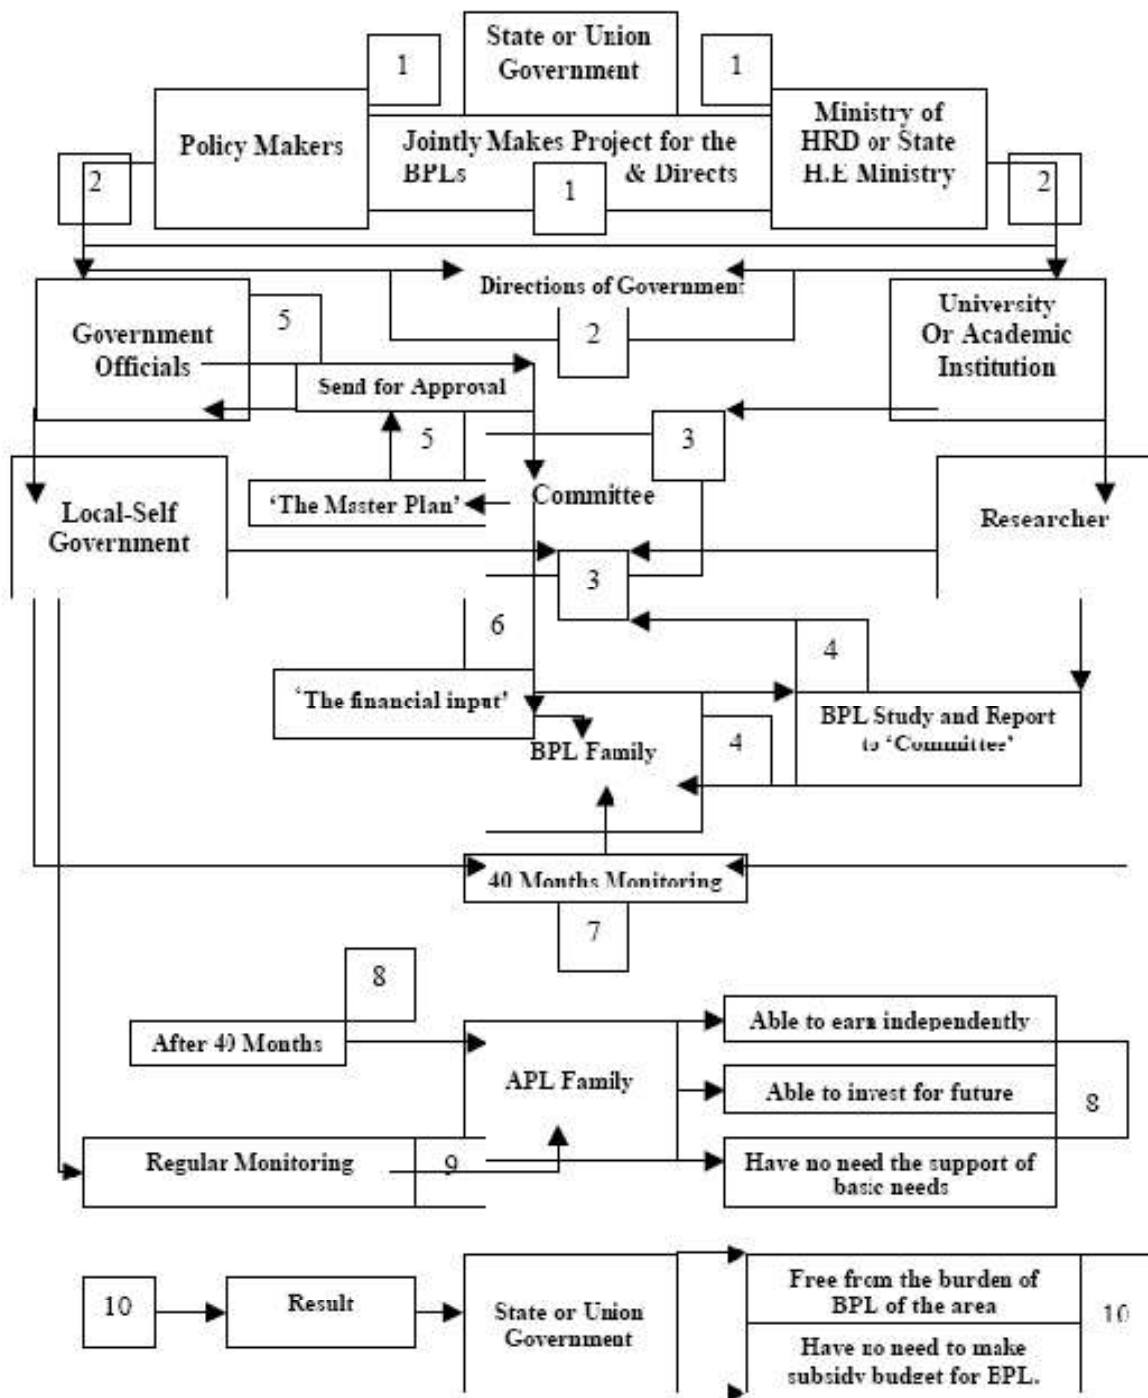 State or Union
Government
1
1
Policy Makers
Jointly Makes Project for the
BPLs & Directs
1
Ministry of
HRD or State
H.E Ministry
2
2
Directions of Government
2
Government
Officials
5
University
Or Academic
Institution
Send for Approval
5
3
'The Master Plan'
Committee
Local-Self
Government
Researcher
3
6
4
'The financial input'
BPL Family
4
BPL Study and Report
to 'Committee'
40 Months Monitoring
7
8
After 40 Months
APL Family
Able to earn independently
Able to invest for future
8
Have no need the support of
basic needs
Regular Monitoring
9
10
Result
State or Union
Government
Free from the burden of
BPL of the area
10
Have no need to make
subsidy budget for BPL.